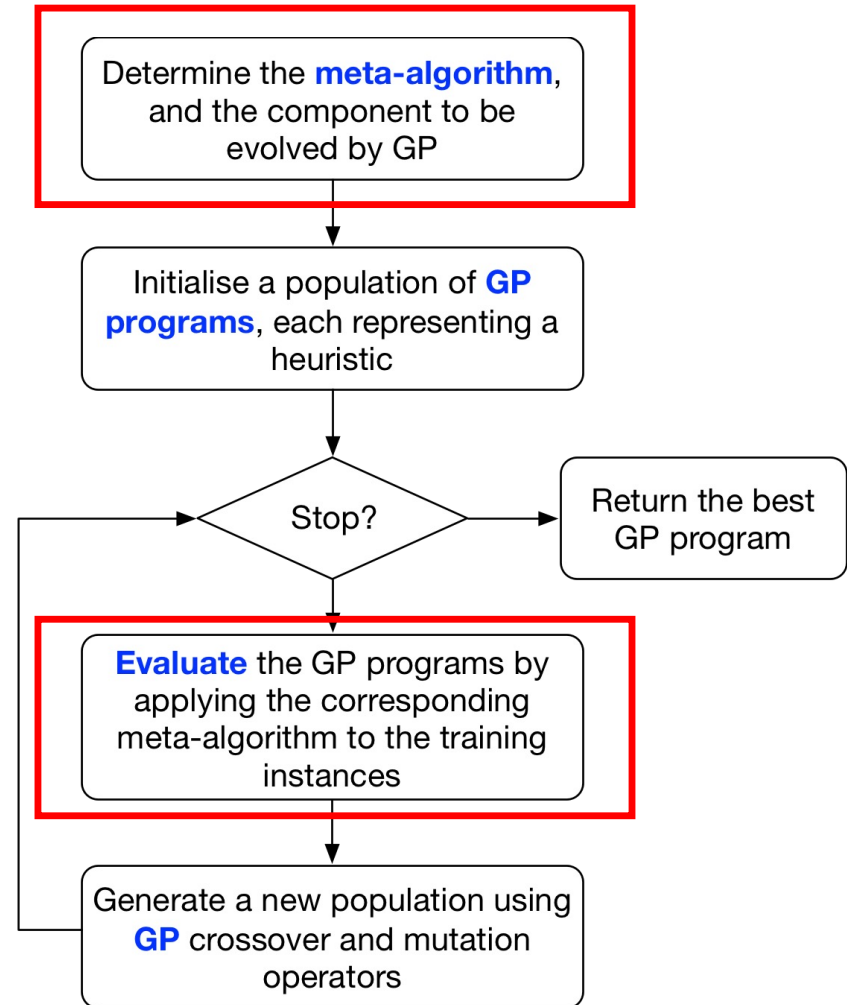 Determine the meta-algorithm,
and the component to be
evolved by GP
Initialise a population of GP
programs, each representing a
heuristic
Stop?
Return the best
GP program
Evaluate the GP programs by
applying the corresponding
meta-algorithm to the training
instances
Generate a new population using
GP crossover and mutation
operators